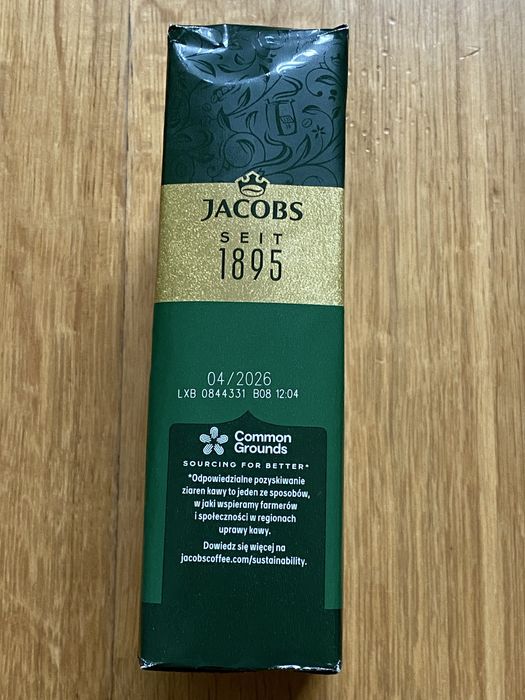 JACOBS
SEIT
1895
04/2026
LXB 0844331 B08 12:04
Common
Grounds
SOURCING FOR BETTER*
*Odpowiedzialne pozyskiwanie
ziaren kawy to jeden ze sposobów,
w jaki wspieramy farmerów
i społeczności w regionach
uprawy kawy.
Dowiedz się więcej na
jacobscoffee.com/sustainability.